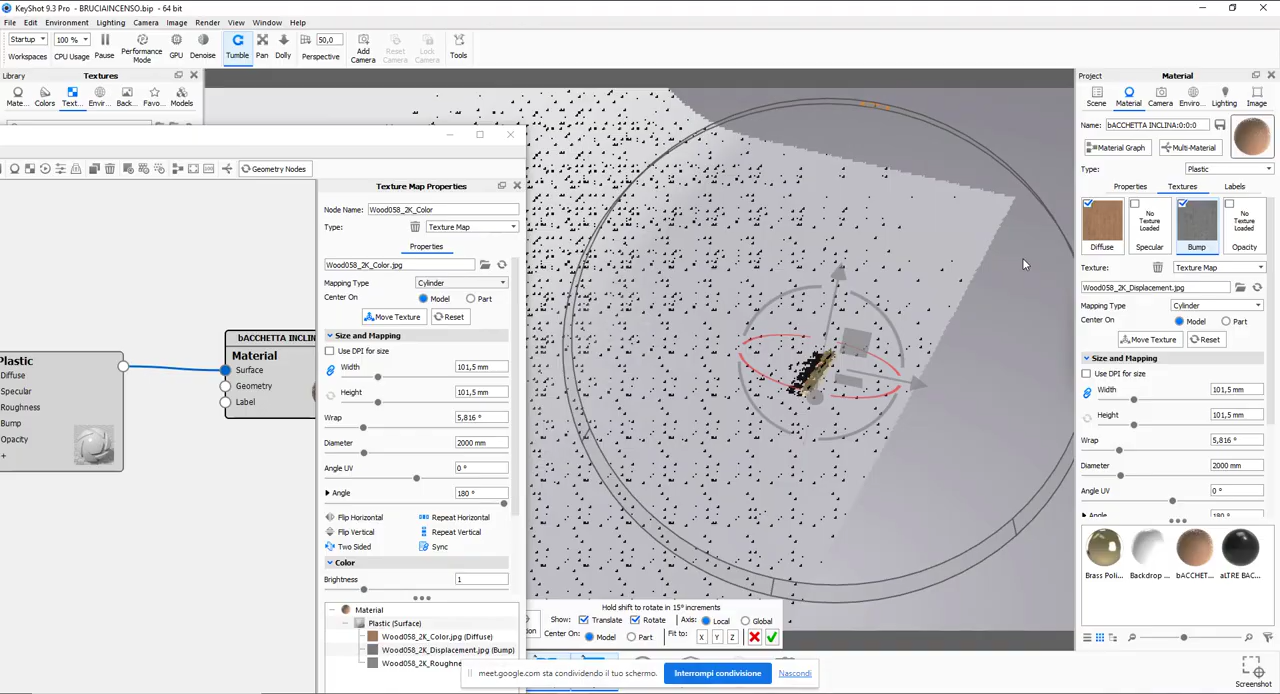 KeyShot 9.3 Pro - BRUCIAINCENSO.bip - 64 bit
File Edit Environment Lighting Camera Image Render View Window Help
Startup 100 % 50,0
Workspaces CPU Usage Pause Performance Mode GPU Denoise Tumble Pan Dolly Perspective Add Camera Reset Camera Lock Camera Tools
Library Textures
Mate... Colors Text... Envir... Back... Favo... Models
Geometry Nodes
Texture Map Properties
Node Name: Wood058_2K_Color
Type: Texture Map
Properties
Wood058_2K_Color.jpg
Mapping Type Cylinder
Center On Model Part
Move Texture Reset
Size and Mapping
Use DPI for size
Width 101,5 mm
Height 101,5 mm
Wrap 5,816 °
Diameter 2000 mm
Angle UV 0 °
Angle 180 °
Flip Horizontal Repeat Horizontal
Flip Vertical Repeat Vertical
Two Sided Sync
Color
Brightness 1
Material
Plastic (Surface)
Wood058_2K_Color.jpg (Diffuse)
Wood058_2K_Displacement.jpg (Bump)
Wood058_2K_Roughne
Plastic
Diffuse
Specular
Roughness
Bump
Opacity
+
bACCHETTA INCLIN
Material
Surface
Geometry
Label
Hold shift to rotate in 15° increments
Show: Translate Rotate Axis: Local Global
Center On: Model Part Fit to: X Y Z
meet.google.com sta condividendo il tuo schermo. Interrompi condivisione Nascondi
Project Material
Scene Material Camera Enviro... Lighting Image
Name: bACCHETTA INCLINA:0:0:0
Material Graph Multi-Material
Type: Plastic
Properties Textures Labels
No Texture Loaded No Texture Loaded
Diffuse Specular Bump Opacity
Texture: Texture Map
Wood058_2K_Displacement.jpg
Mapping Type Cylinder
Center On Model Part
Move Texture Reset
Size and Mapping
Use DPI for size
Width 101,5 mm
Height 101,5 mm
Wrap 5,816 °
Diameter 2000 mm
Angle UV 0 °
Angle 180 °
Brass Poli... Backdrop ... bACCHET... aLTRE BAC...
Screenshot